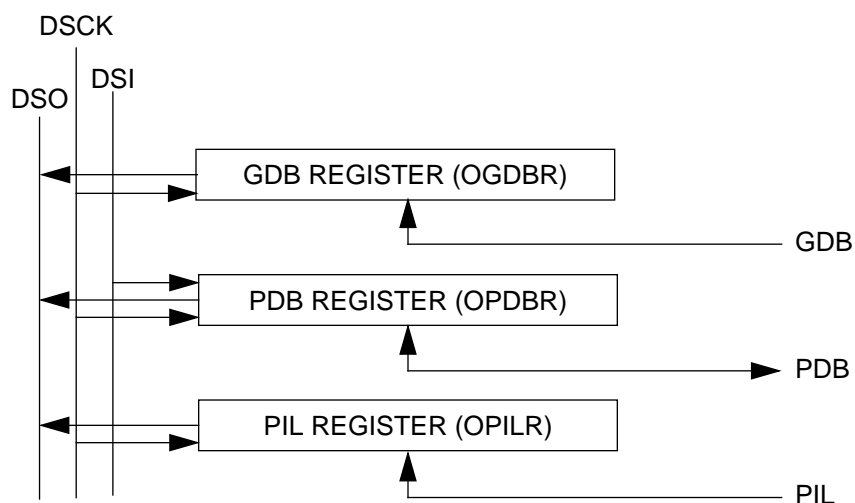 DSCK
DSI
DSO
GDB REGISTER (OGDBR)
GDB
PDB REGISTER (OPDBR)
PDB
PIL REGISTER (OPILR)
PIL